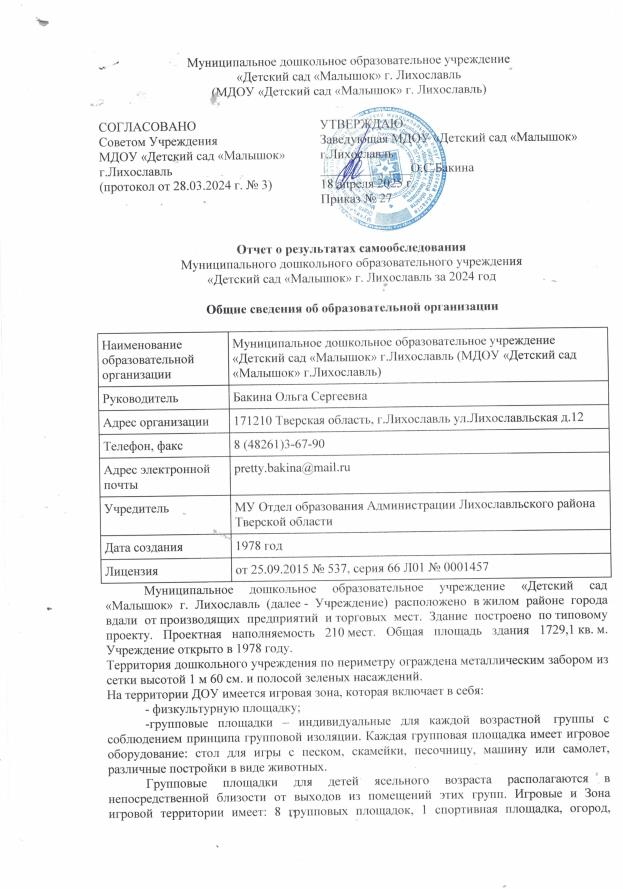 Муниципальное дошкольное образовательное учреждение
«Детский сад «Малышок» г. Лихославль
(МДОУ «Детский сад «Малышок» г. Лихославль)
СОГЛАСОВАНО
Советом Учреждения
МДОУ «Детский сад «Малышок»
г.Лихославль
(протокол от 28.03.2024 г. № 3)
УТВЕРЖДАЮ
Заведующая МДОУ «Детский сад «Малышок»
г.Лихославль
О.С.Бакина
18 апреля 2025 г.
Приказ № 27
Отчет о результатах самообследования
Муниципального дошкольного образовательного учреждения
«Детский сад «Малышок» г. Лихославль за 2024 год
Общие сведения об образовательной организации
Наименование
образовательной
организации
Муниципальное дошкольное образовательное учреждение
«Детский сад «Малышок» г.Лихославль (МДОУ «Детский сад
«Малышок» г.Лихославль)
Руководитель
Бакина Ольга Сергеевна
Адрес организации
171210 Тверская область, г.Лихославль ул.Лихославльская д.12
Телефон, факс
8 (48261)3-67-90
Адрес электронной
почты
pretty.bakina@mail.ru
Учредитель
МУ Отдел образования Администрации Лихославльского района
Тверской области
Дата создания
1978 год
Лицензия
от 25.09.2015 № 537, серия 66 Л01 № 0001457
Муниципальное дошкольное образовательное учреждение «Детский сад
«Малышок» г. Лихославль (далее - Учреждение) расположено в жилом районе города
вдали от производящих предприятий и торговых мест. Здание построено по типовому
проекту. Проектная наполняемость 210 мест. Общая площадь здания 1729,1 кв. м.
Учреждение открыто в 1978 году.
Территория дошкольного учреждения по периметру ограждена металлическим забором из
сетки высотой 1 м 60 см. и полосой зеленых насаждений.
На территории ДОУ имеется игровая зона, которая включает в себя:
- физкультурную площадку;
-групповые площадки – индивидуальные для каждой возрастной группы с
соблюдением принципа групповой изоляции. Каждая групповая площадка имеет игровое
оборудование: стол для игры с песком, скамейки, песочницу, машину или самолет,
различные постройки в виде животных.
Групповые площадки для детей ясельного возраста располагаются в
непосредственной близости от выходов из помещений этих групп. Игровые и Зона
игровой территории имеет: 8 групповых площадок, 1 спортивная площадка, огород,